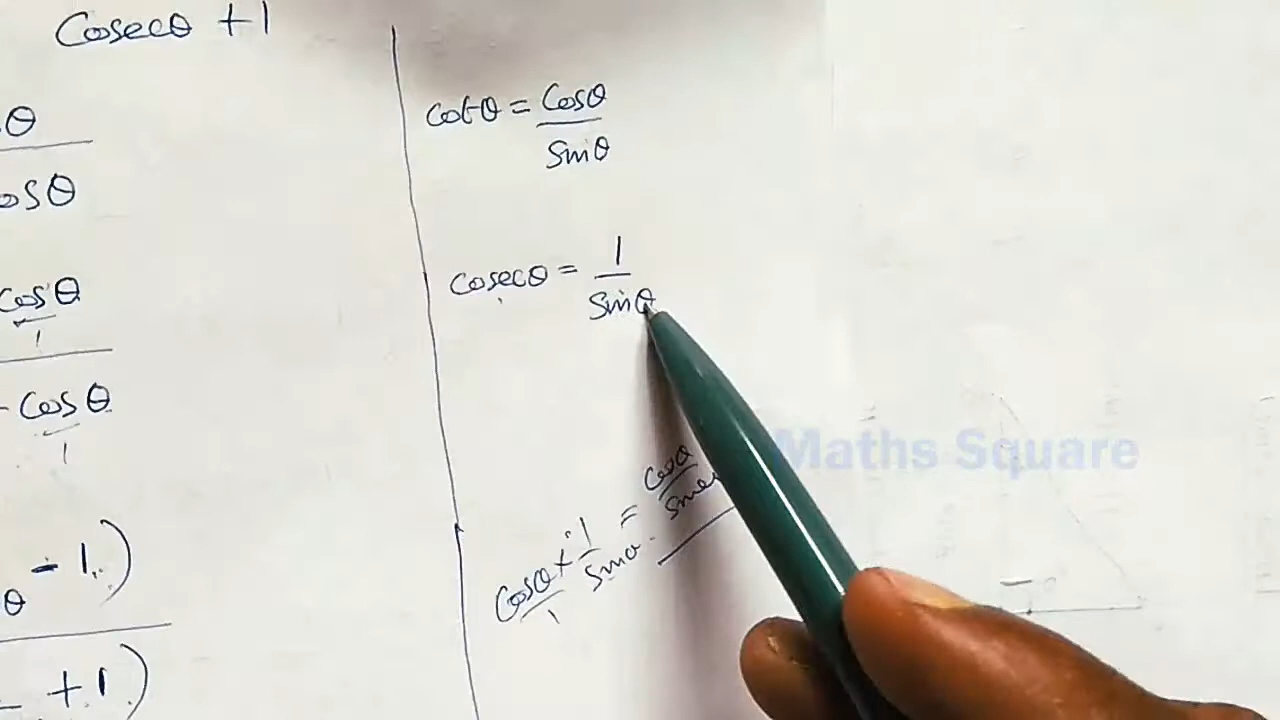 Cosecθ + 1
θ
osθ
cosθ
1
- cosθ
1
θ - 1)
+ 1)
cotθ = cosθ
sinθ
cosecθ = 1
sinθ
cosθ/1 × 1/sinθ = cosθ/sinθ
Maths Square